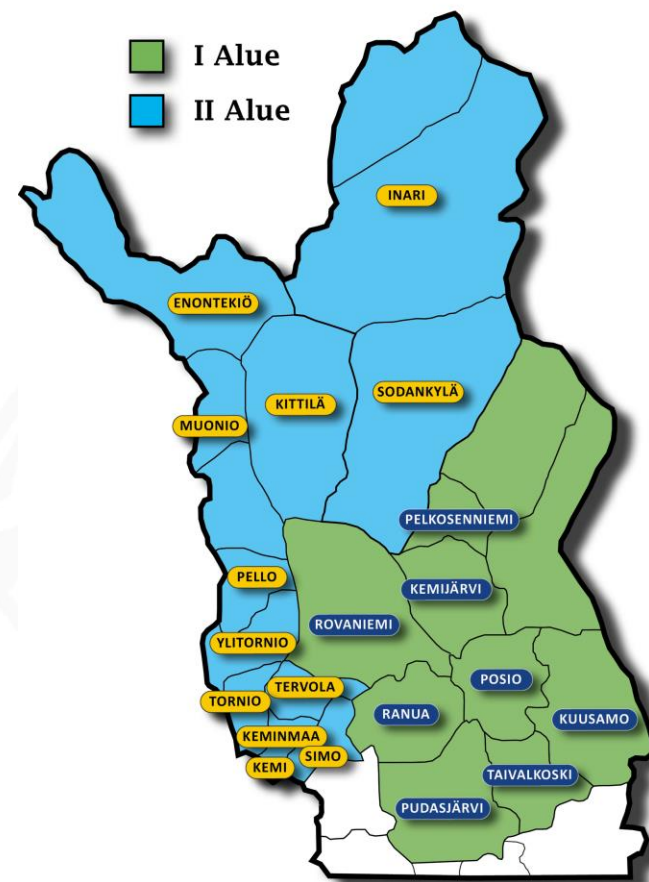 I Alue
II Alue
INARI
ENONTEKIÖ
KITTILÄ
SODANKYLÄ
MUONIO
PELKOSENNIEMI
PELLO
KEMIJÄRVI
ROVANIEMI
YLITORNIO
POSIO
TERVOLA
TORNIO
RANUA
KUUSAMO
KEMINMAA
SIMO
KEMI
TAIVALKOSKI
PUDASJÄRVI